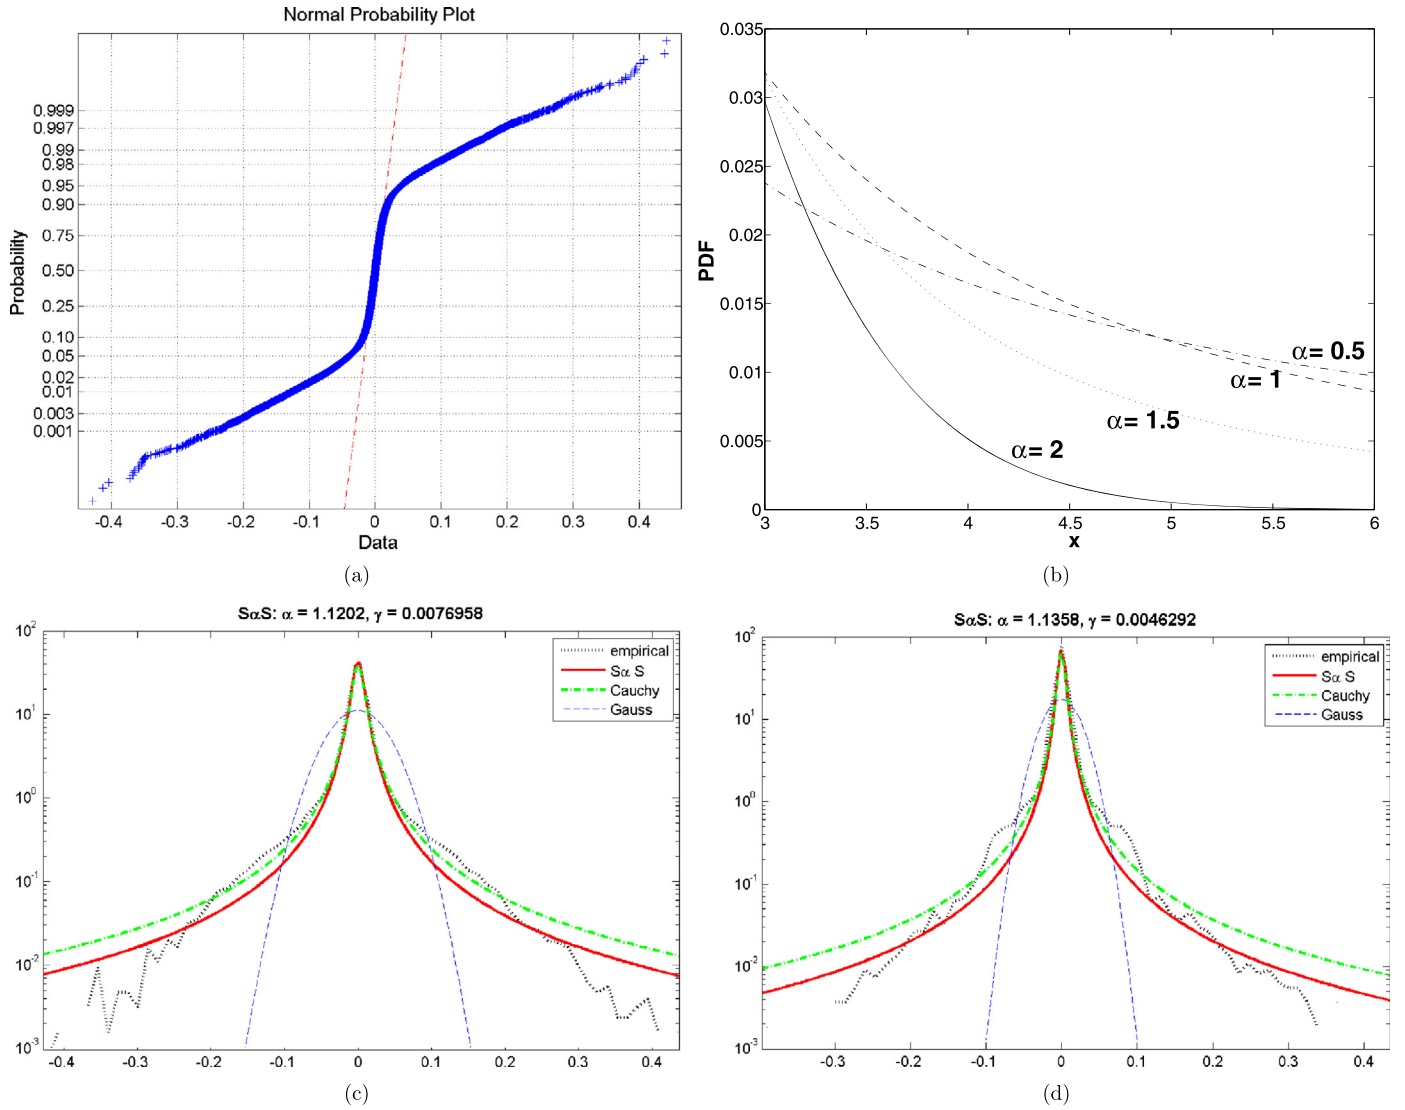 Normal Probability Plot
0.999
0.997
0.99
0.98
0.95
0.90
0.75
0.50
0.25
0.10
0.05
0.02
0.01
0.003
0.001
Probability
-0.4 -0.3 -0.2 -0.1 0 0.1 0.2 0.3 0.4
Data
(a)
0.035
0.03
0.025
0.02
0.015
0.01
0.005
0
PDF
α= 0.5
α= 1
α= 1.5
α= 2
3 3.5 4 4.5 5 5.5 6
x
(b)
SαS: α = 1.1202, γ = 0.0076958
10^2
10^1
10^0
10^-1
10^-2
10^-3
empirical
Sα S
Cauchy
Gauss
-0.4 -0.3 -0.2 -0.1 0 0.1 0.2 0.3 0.4
(c)
SαS: α = 1.1358, γ = 0.0046292
10^2
10^1
10^0
10^-1
10^-2
10^-3
empirical
Sα S
Cauchy
Gauss
-0.3 -0.2 -0.1 0 0.1 0.2 0.3 0.4
(d)